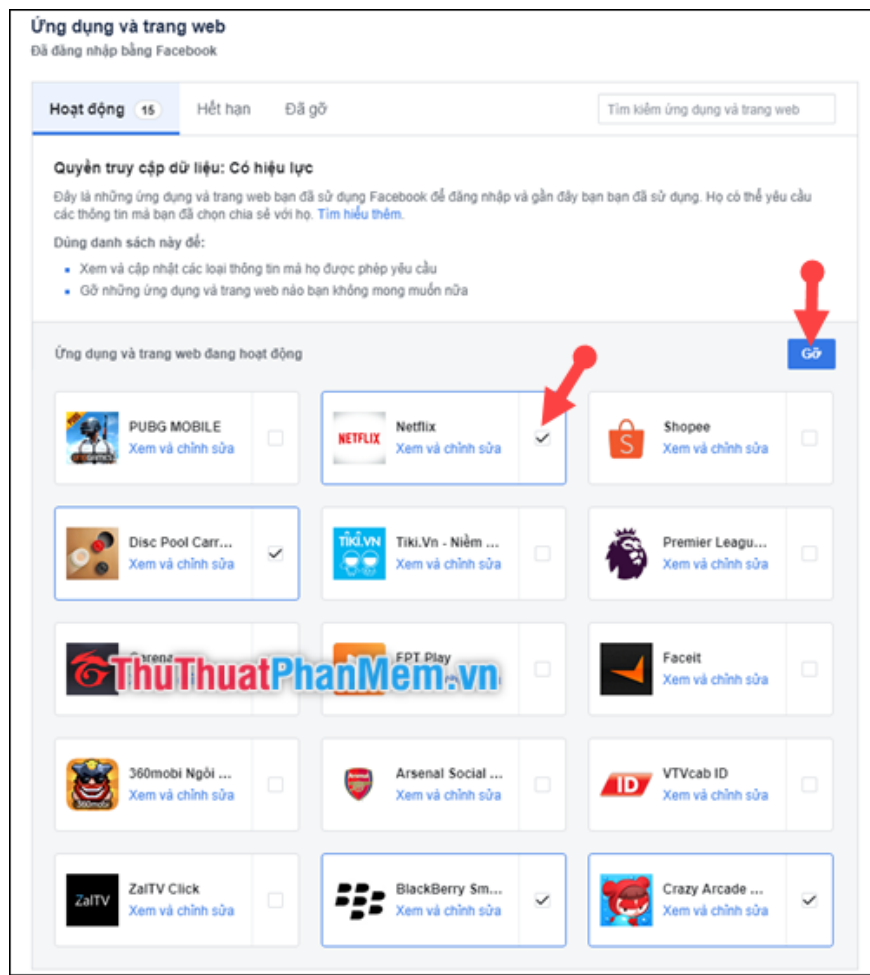 Ứng dụng và trang web
Đã đăng nhập bằng Facebook
Hoạt động 15 Hết hạn Đã gỡ Tìm kiếm ứng dụng và trang web
Quyền truy cập dữ liệu: Có hiệu lực
Đây là những ứng dụng và trang web bạn đã sử dụng Facebook để đăng nhập và gần đây bạn bạn đã sử dụng. Họ có thể yêu cầu
các thông tin mà bạn đã chọn chia sẻ với họ. Tìm hiểu thêm.
Dùng danh sách này để:
Xem và cập nhật các loại thông tin mà họ được phép yêu cầu
Gỡ những ứng dụng và trang web nào bạn không mong muốn nữa
Ứng dụng và trang web đang hoạt động Gỡ
PUBG MOBILE NETFLIX Netflix Shopee
Xem và chỉnh sửa Xem và chỉnh sửa Xem và chỉnh sửa
Disc Pool Carr... TIKI.VN Tiki.Vn - Niềm ... Premier Leagu...
Xem và chỉnh sửa Xem và chỉnh sửa Xem và chỉnh sửa
Garena FPT Play Faceit
ThuThuatPhanMem.vn Xem và chỉnh sửa
360mobi Ngôi ... Arsenal Social ... ID VTVcab ID
360mobi Xem và chỉnh sửa Xem và chỉnh sửa Xem và chỉnh sửa
ZalTV ZalTV Click BlackBerry Sm... Crazy Arcade ...
Xem và chỉnh sửa Xem và chỉnh sửa Xem và chỉnh sửa